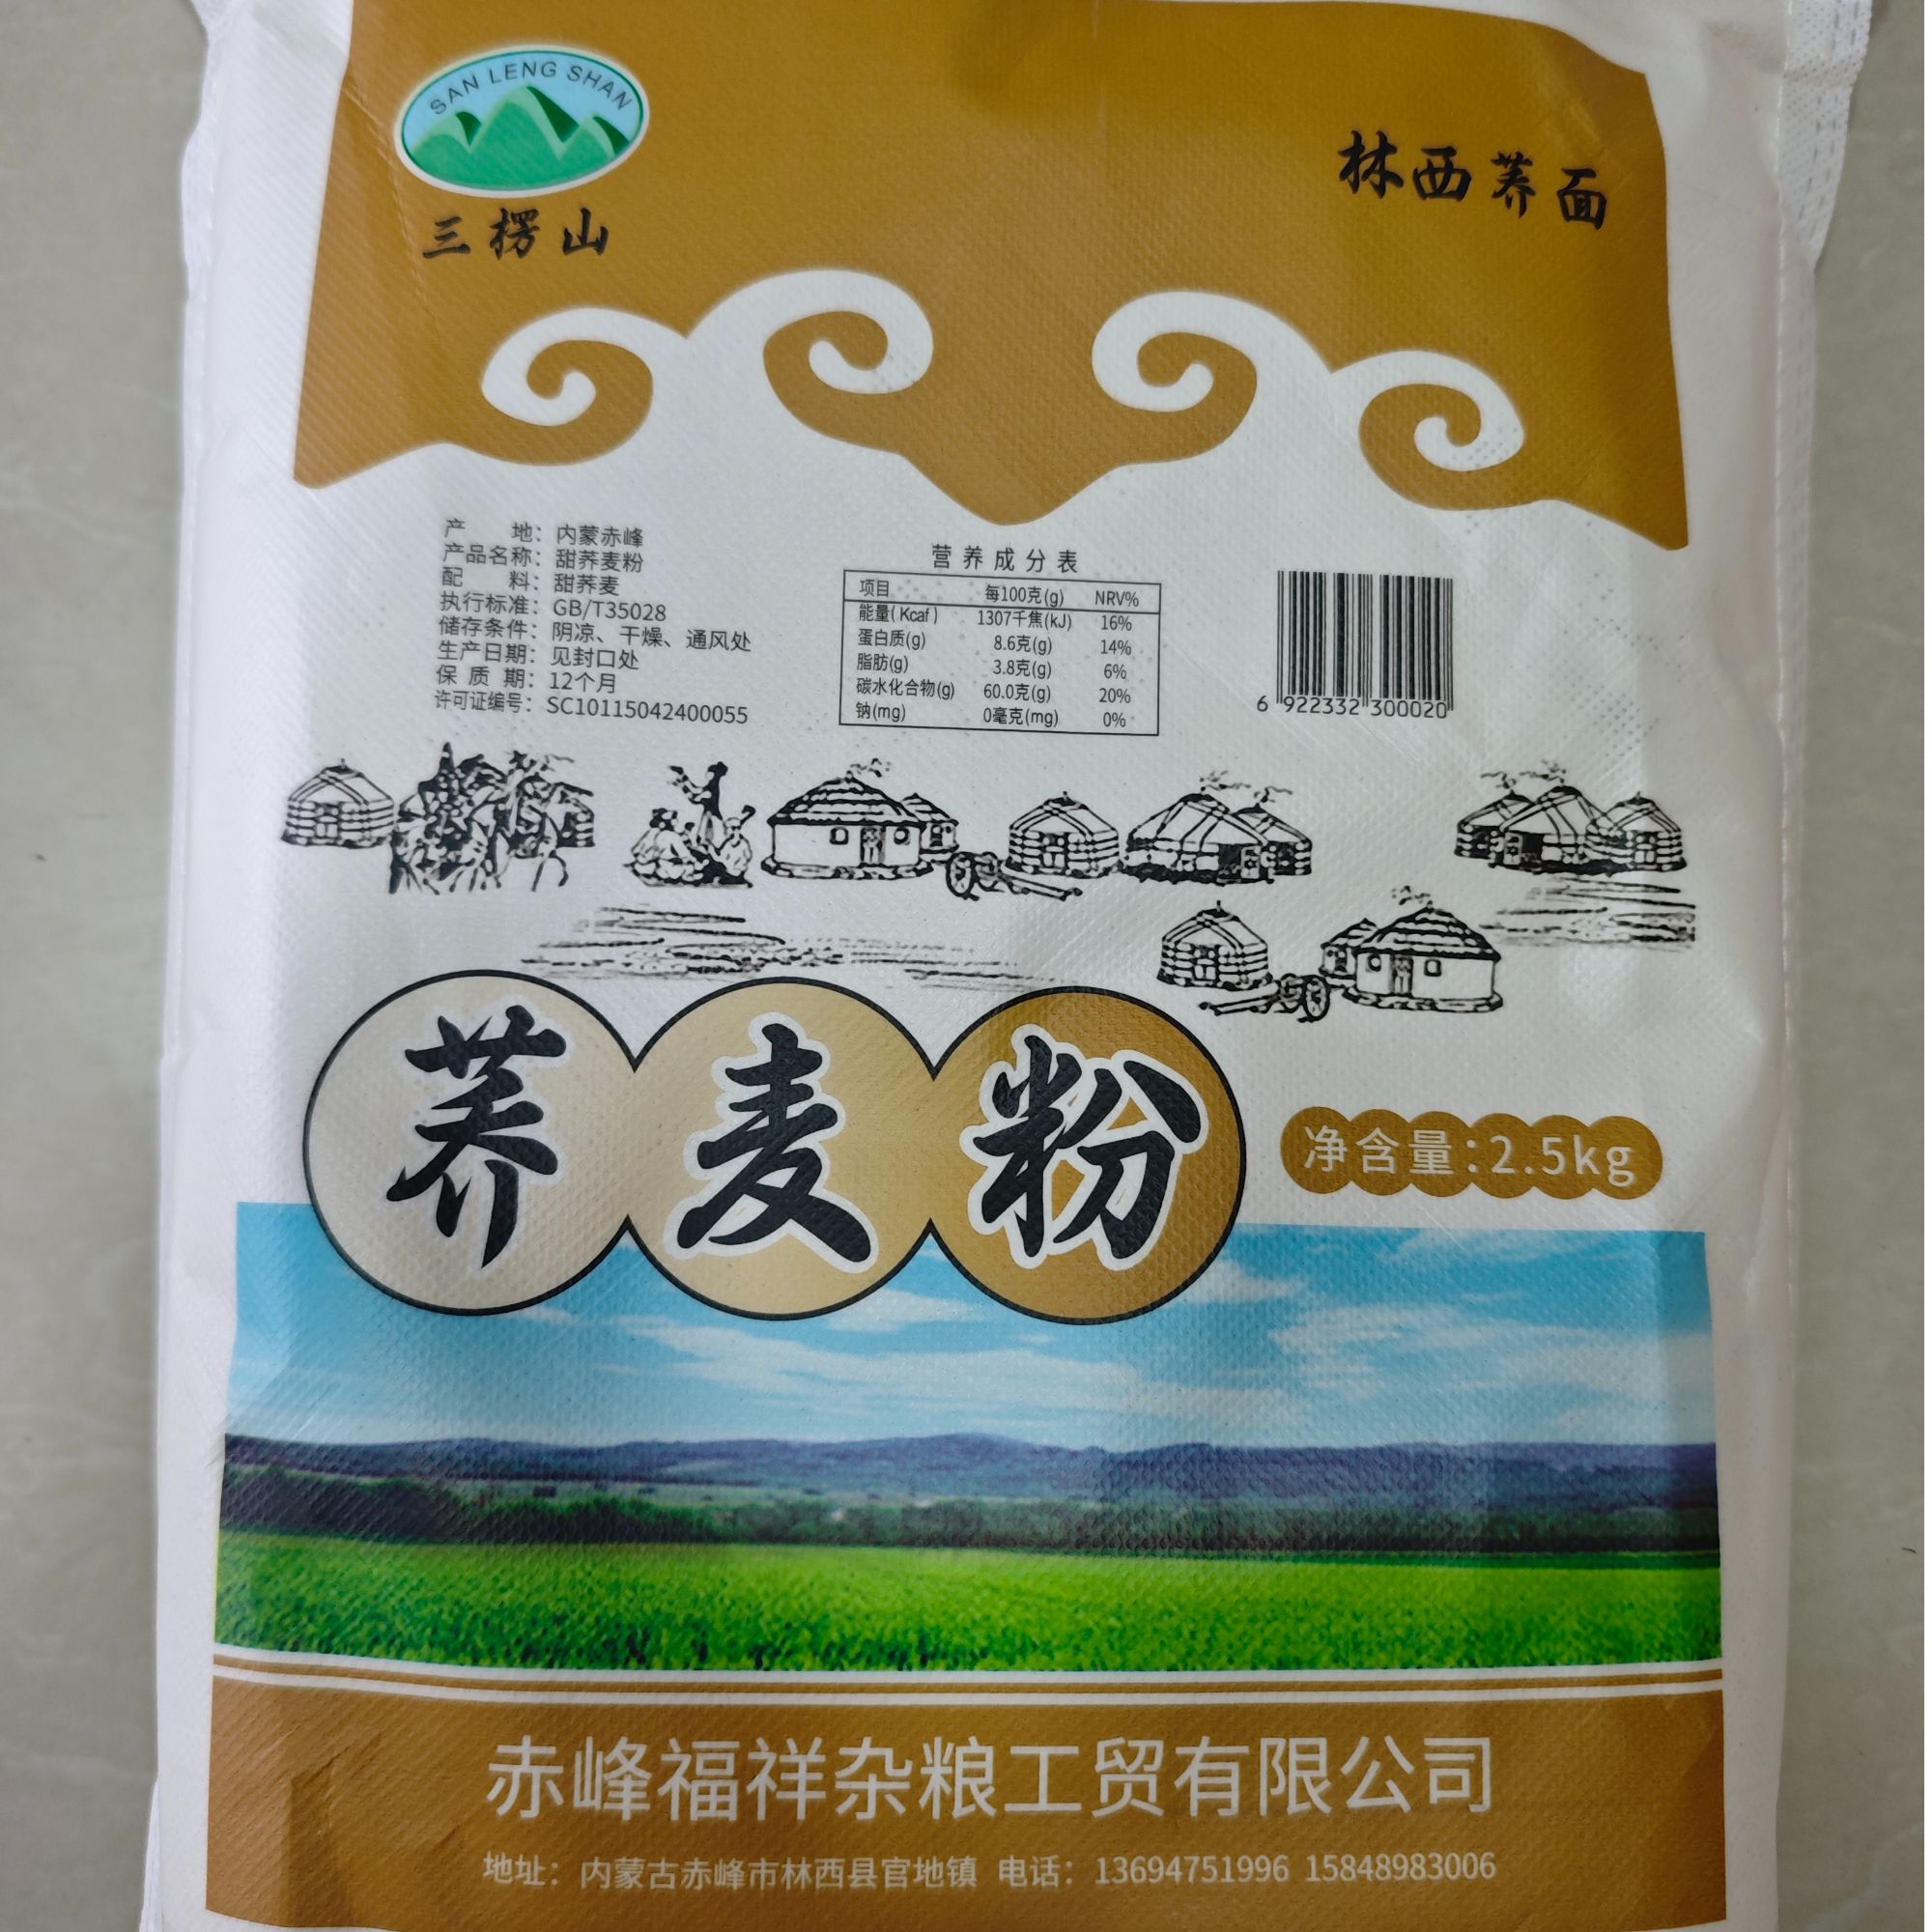 SAN LENG SHAN
三楞山
林西荞面
产 地：内蒙赤峰
产品名称：甜荞麦粉
配 料：甜荞麦
执行标准：GB/T35028
储存条件：阴凉、干燥、通风处
生产日期：见封口处
保 质 期：12个月
许可证编号：SC10115042400055
营养成分表
项目 每100克(g) NRV%
能量(Kcaf) 1307千焦(kJ) 16%
蛋白质(g) 8.6克(g) 14%
脂肪(g) 3.8克(g) 6%
碳水化合物(g) 60.0克(g) 20%
钠(mg) 0毫克(mg) 0%
6 922332 300020
荞麦粉
净含量:2.5kg
赤峰福祥杂粮工贸有限公司
地址：内蒙古赤峰市林西县官地镇 电话：13694751996 15848983006